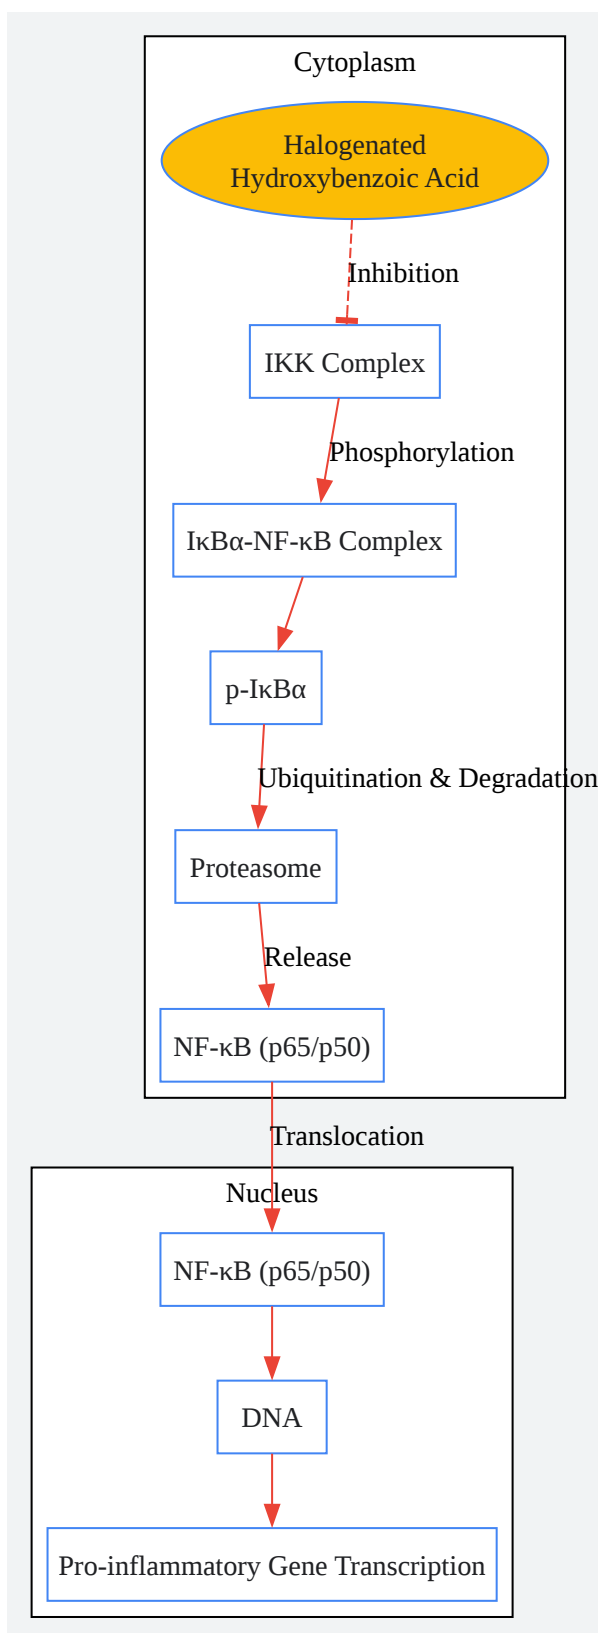 Cytoplasm
Halogenated
Hydroxybenzoic Acid
Inhibition
IKK Complex
Phosphorylation
IκBα-NF-κB Complex
p-IκBα
Ubiquitination & Degradation
Proteasome
Release
NF-κB (p65/p50)
Translocation
Nucleus
NF-κB (p65/p50)
DNA
Pro-inflammatory Gene Transcription